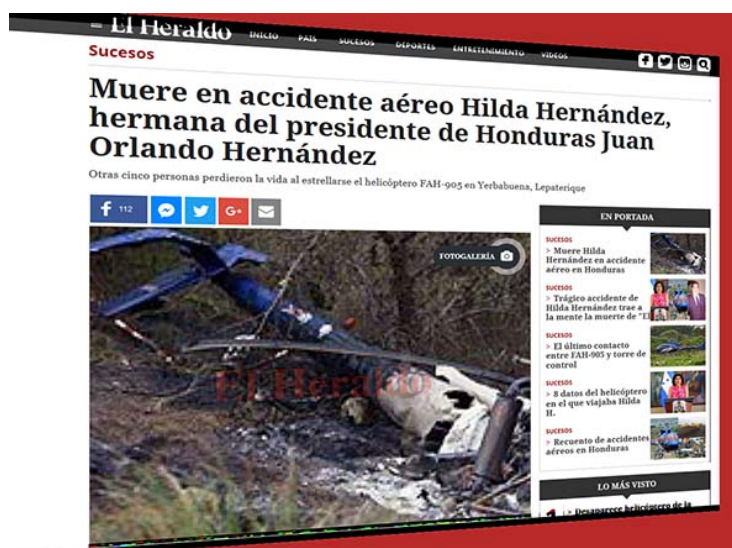 El Heraldo
INICIO PAIS SUCESOS DEPORTES ENTRETENIMIENTO VIDEOS
Sucesos
Muere en accidente aéreo Hilda Hernández,
hermana del presidente de Honduras Juan
Orlando Hernández
Otras cinco personas perdieron la vida al estrellarse el helicóptero FAH-905 en Yerbabuena, Lepaterique
112
G+
FOTOGALERÍA
El Heraldo
EN PORTADA
SUCESOS
> Muere Hilda
Hernández en accidente
aéreo en Honduras
SUCESOS
> Trágico accidente de
Hilda Hernández trae a
la mente la muerte de "El
SUCESOS
> El último contacto
entre FAH-905 y torre de
control
SUCESOS
> 8 datos del helicóptero
en el que viajaba Hilda
H.
SUCESOS
> Recuento de accidentes
aéreos en Honduras
LO MÁS VISTO
1 > Desaparece helicóptero de la